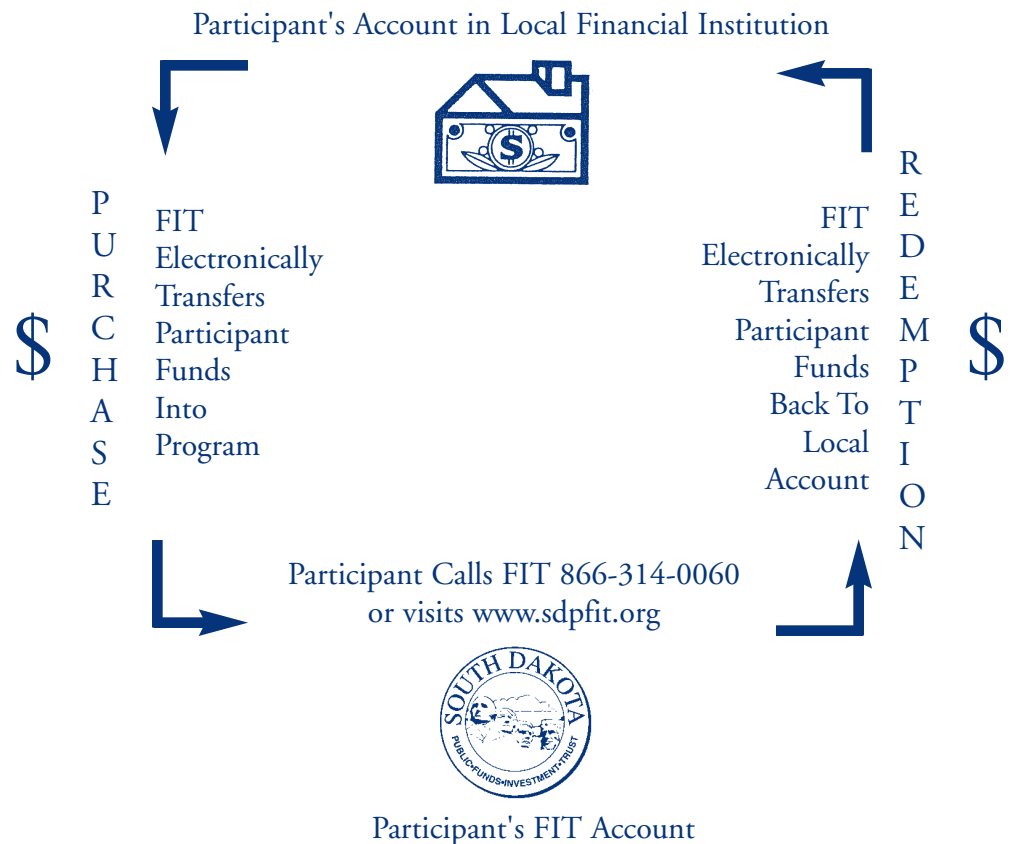 Participant's Account in Local Financial Institution
$
$
PURCHASE
FIT
Electronically
Transfers
Participant
Funds
Into
Program
FIT
Electronically
Transfers
Participant
Funds
Back To
Local
Account
REDEMPTION
$
Participant Calls FIT 866-314-0060
or visits www.sdpfit.org
SOUTH DAKOTA
PUBLIC•FUNDS•INVESTMENT•TRUST
Participant's FIT Account